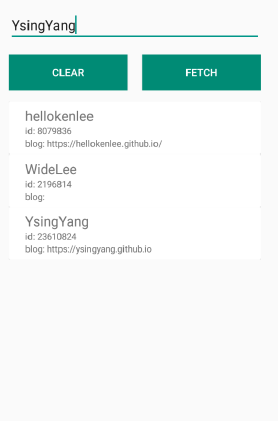 YsingYang
CLEAR
FETCH
hellokenlee
id: 8079836
blog: https://hellokenlee.github.io/
WideLee
id: 2196814
blog:
YsingYang
id: 23610824
blog: https://ysingyang.github.io